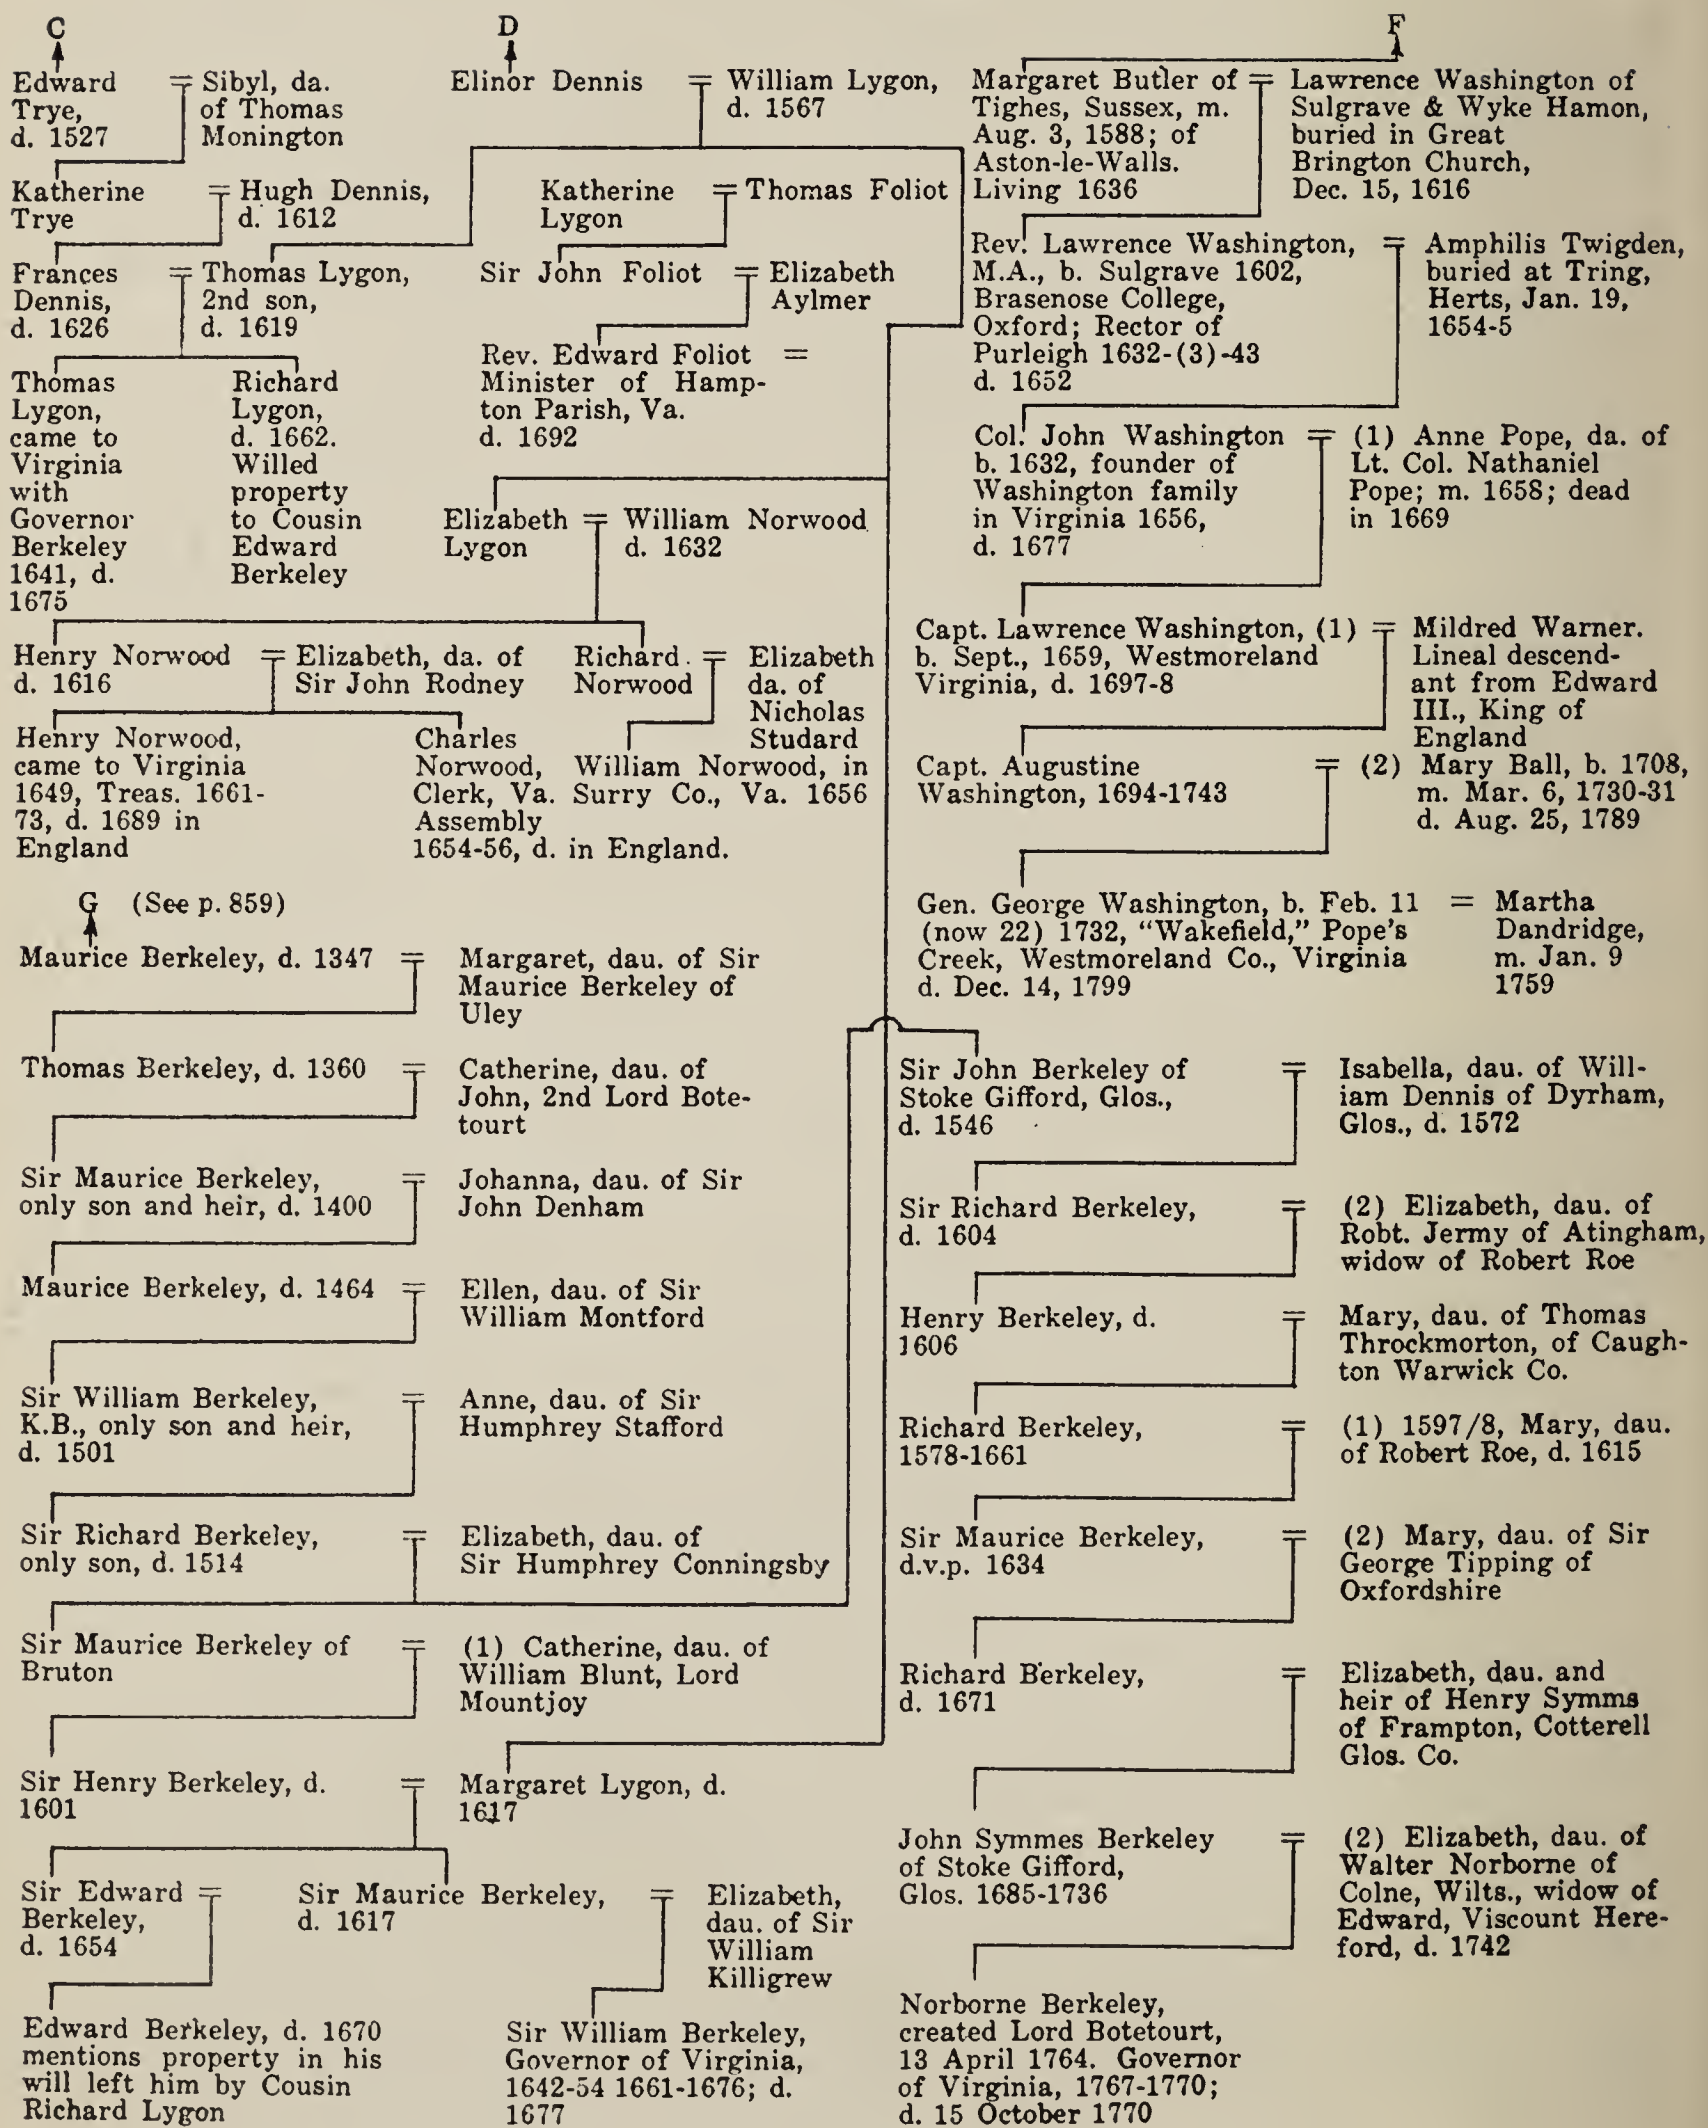 C
Edward
Trye,
d. 1527
=
Sibyl, da.
of Thomas
Monington
Katherine
Trye
=
Hugh Dennis,
d. 1612
Frances
Dennis,
d. 1626
=
Thomas Lygon,
2nd son,
d. 1619
Thomas
Lygon,
came to
Virginia
with
Governor
Berkeley
1641, d.
1675
Richard
Lygon,
d. 1662.
Willed
property
to Cousin
Edward
Berkeley
D
Elinor Dennis
=
William Lygon,
d. 1567
Katherine
Lygon
=
Thomas Foliot
Sir John Foliot
=
Elizabeth
Aylmer
Rev. Edward Foliot =
Minister of Hamp-
ton Parish, Va.
d. 1692
Elizabeth
Lygon
=
William Norwood
d. 1632
Henry Norwood
d. 1616
=
Elizabeth, da. of
Sir John Rodney
Richard
Norwood
=
Elizabeth
da. of
Nicholas
Studard
Henry Norwood,
came to Virginia
1649, Treas. 1661-
73, d. 1689 in
England
Charles
Norwood,
Clerk, Va.
Assembly
1654-56, d. in England.
William Norwood, in
Surry Co., Va. 1656
F
Margaret Butler of
Tighes, Sussex, m.
Aug. 3, 1588; of
Aston-le-Walls.
Living 1636
=
Lawrence Washington of
Sulgrave & Wyke Hamon,
buried in Great
Brington Church,
Dec. 15, 1616
Rev. Lawrence Washington,
M.A., b. Sulgrave 1602,
Brasenose College,
Oxford; Rector of
Purleigh 1632-(3)-43
d. 1652
=
Amphilis Twigden,
buried at Tring,
Herts, Jan. 19,
1654-5
Col. John Washington
b. 1632, founder of
Washington family
in Virginia 1656,
d. 1677
=
(1) Anne Pope, da. of
Lt. Col. Nathaniel
Pope; m. 1658; dead
in 1669
Capt. Lawrence Washington, (1)
b. Sept., 1659, Westmoreland
Virginia, d. 1697-8
=
Mildred Warner.
Lineal descend-
ant from Edward
III., King of
England
Capt. Augustine
Washington, 1694-1743
=
(2) Mary Ball, b. 1708,
m. Mar. 6, 1730-31
d. Aug. 25, 1789
Gen. George Washington, b. Feb. 11
(now 22) 1732, "Wakefield," Pope's
Creek, Westmoreland Co., Virginia
d. Dec. 14, 1799
=
Martha
Dandridge,
m. Jan. 9
1759
G (See p. 859)
Maurice Berkeley, d. 1347
=
Margaret, dau. of Sir
Maurice Berkeley of
Uley
Thomas Berkeley, d. 1360
=
Catherine, dau. of
John, 2nd Lord Bote-
tourt
Sir Maurice Berkeley,
only son and heir, d. 1400
=
Johanna, dau. of Sir
John Denham
Maurice Berkeley, d. 1464
=
Ellen, dau. of Sir
William Montford
Sir William Berkeley,
K.B., only son and heir,
d. 1501
=
Anne, dau. of Sir
Humphrey Stafford
Sir Richard Berkeley,
only son, d. 1514
=
Elizabeth, dau. of
Sir Humphrey Conningsby
Sir Maurice Berkeley of
Bruton
=
(1) Catherine, dau. of
William Blunt, Lord
Mountjoy
Sir Henry Berkeley, d.
1601
=
Margaret Lygon, d.
1617
Sir Edward
Berkeley,
d. 1654
=
Sir Maurice Berkeley,
d. 1617
=
Elizabeth,
dau. of Sir
William
Killigrew
Edward Berkeley, d. 1670
mentions property in his
will left him by Cousin
Richard Lygon
Sir William Berkeley,
Governor of Virginia,
1642-54 1661-1676; d.
1677
Sir John Berkeley of
Stoke Gifford, Glos.,
d. 1546
=
Isabella, dau. of Will-
iam Dennis of Dyrham,
Glos., d. 1572
Sir Richard Berkeley,
d. 1604
=
(2) Elizabeth, dau. of
Robt. Jermy of Atingham,
widow of Robert Roe
Henry Berkeley, d.
1606
=
Mary, dau. of Thomas
Throckmorton, of Caugh-
ton Warwick Co.
Richard Berkeley,
1578-1661
=
(1) 1597/8, Mary, dau.
of Robert Roe, d. 1615
Sir Maurice Berkeley,
d.v.p. 1634
=
(2) Mary, dau. of Sir
George Tipping of
Oxfordshire
Richard Berkeley,
d. 1671
=
Elizabeth, dau. and
heir of Henry Symms
of Frampton, Cotterell
Glos. Co.
John Symmes Berkeley
of Stoke Gifford,
Glos. 1685-1736
=
(2) Elizabeth, dau. of
Walter Norborne of
Colne, Wilts., widow of
Edward, Viscount Here-
ford, d. 1742
Norborne Berkeley,
created Lord Botetourt,
13 April 1764. Governor
of Virginia, 1767-1770;
d. 15 October 1770